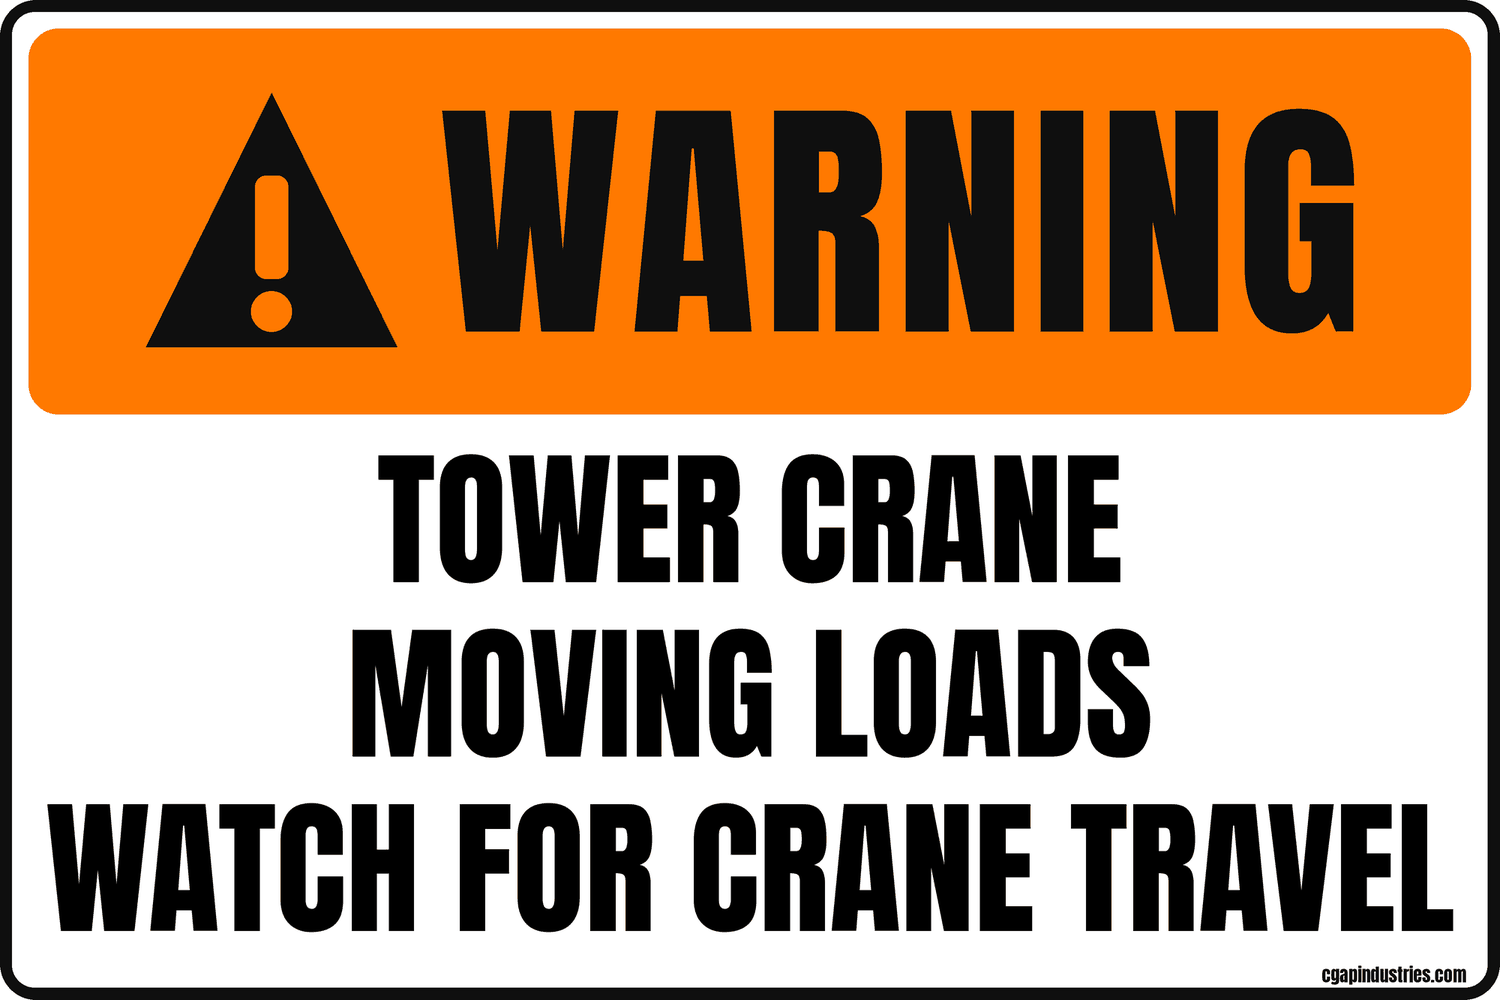 WARNING
TOWER CRANE
MOVING LOADS
WATCH FOR CRANE TRAVEL
cgapindustries.com